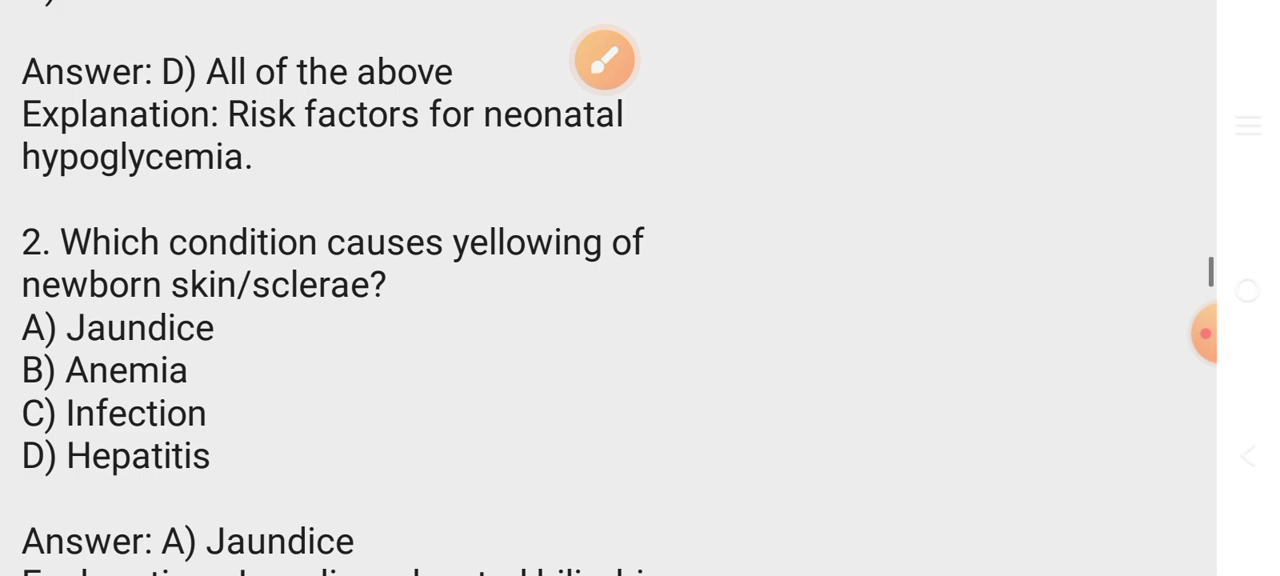 Answer: D) All of the above
Explanation: Risk factors for neonatal
hypoglycemia.
2. Which condition causes yellowing of
newborn skin/sclerae?
A) Jaundice
B) Anemia
C) Infection
D) Hepatitis
Answer: A) Jaundice